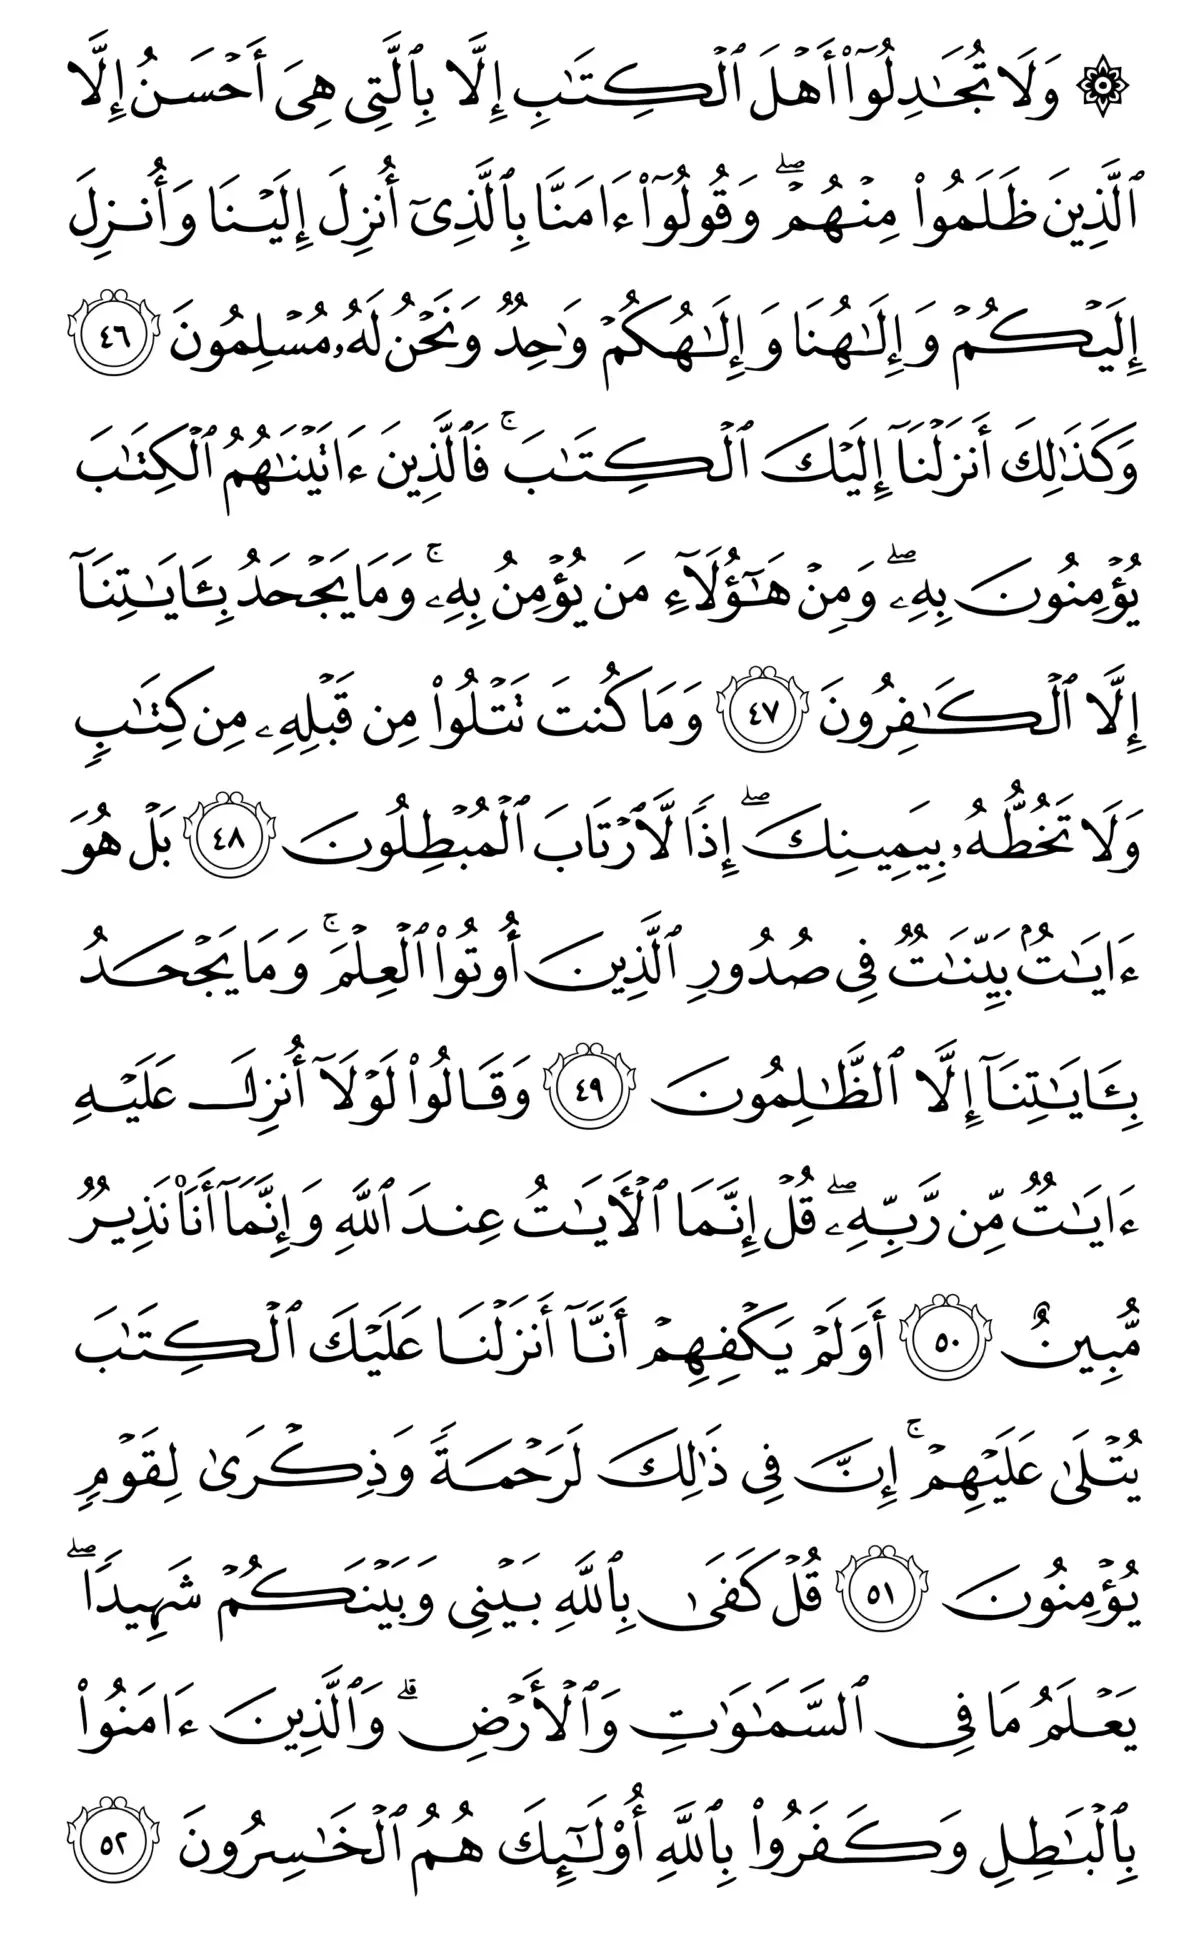 ۞ وَلَا تُجَـٰدِلُوٓا۟ أَهْلَ ٱلْكِتَـٰبِ إِلَّا بِٱلَّتِى هِىَ أَحْسَنُ إِلَّا
ٱلَّذِينَ ظَلَمُوا۟ مِنْهُمْ ۖ وَقُولُوٓا۟ ءَامَنَّا بِٱلَّذِىٓ أُنزِلَ إِلَيْنَا وَأُنزِلَ
إِلَيْكُمْ وَإِلَـٰهُنَا وَإِلَـٰهُكُمْ وَٰحِدٌ وَنَحْنُ لَهُۥ مُسْلِمُونَ ٤٦
وَكَذَٰلِكَ أَنزَلْنَآ إِلَيْكَ ٱلْكِتَـٰبَ ۚ فَٱلَّذِينَ ءَاتَيْنَـٰهُمُ ٱلْكِتَـٰبَ
يُؤْمِنُونَ بِهِۦ ۖ وَمِنْ هَـٰٓؤُلَآءِ مَن يُؤْمِنُ بِهِۦ ۚ وَمَا يَجْحَدُ بِـَٔايَـٰتِنَآ
إِلَّا ٱلْكَـٰفِرُونَ ٤٧ وَمَا كُنتَ تَتْلُوا۟ مِن قَبْلِهِۦ مِن كِتَـٰبٍ
وَلَا تَخُطُّهُۥ بِيَمِينِكَ ۖ إِذًا لَّٱرْتَابَ ٱلْمُبْطِلُونَ ٤٨ بَلْ هُوَ
ءَايَـٰتٌۢ بَيِّنَـٰتٌ فِى صُدُورِ ٱلَّذِينَ أُوتُوا۟ ٱلْعِلْمَ ۚ وَمَا يَجْحَدُ
بِـَٔايَـٰتِنَآ إِلَّا ٱلظَّـٰلِمُونَ ٤٩ وَقَالُوا۟ لَوْلَآ أُنزِلَ عَلَيْهِ
ءَايَـٰتٌ مِّن رَّبِّهِۦ ۖ قُلْ إِنَّمَا ٱلْـَٔايَـٰتُ عِندَ ٱللَّهِ وَإِنَّمَآ أَنَا۠ نَذِيرٌ
مُّبِينٌ ٥٠ أَوَلَمْ يَكْفِهِمْ أَنَّآ أَنزَلْنَا عَلَيْكَ ٱلْكِتَـٰبَ
يُتْلَىٰ عَلَيْهِمْ ۚ إِنَّ فِى ذَٰلِكَ لَرَحْمَةً وَذِكْرَىٰ لِقَوْمٍ
يُؤْمِنُونَ ٥١ قُلْ كَفَىٰ بِٱللَّهِ بَيْنِى وَبَيْنَكُمْ شَهِيدًا ۖ
يَعْلَمُ مَا فِى ٱلسَّمَـٰوَٰتِ وَٱلْأَرْضِ ۗ وَٱلَّذِينَ ءَامَنُوا۟
بِٱلْبَـٰطِلِ وَكَفَرُوا۟ بِٱللَّهِ أُو۟لَـٰٓئِكَ هُمُ ٱلْخَـٰسِرُونَ ٥٢